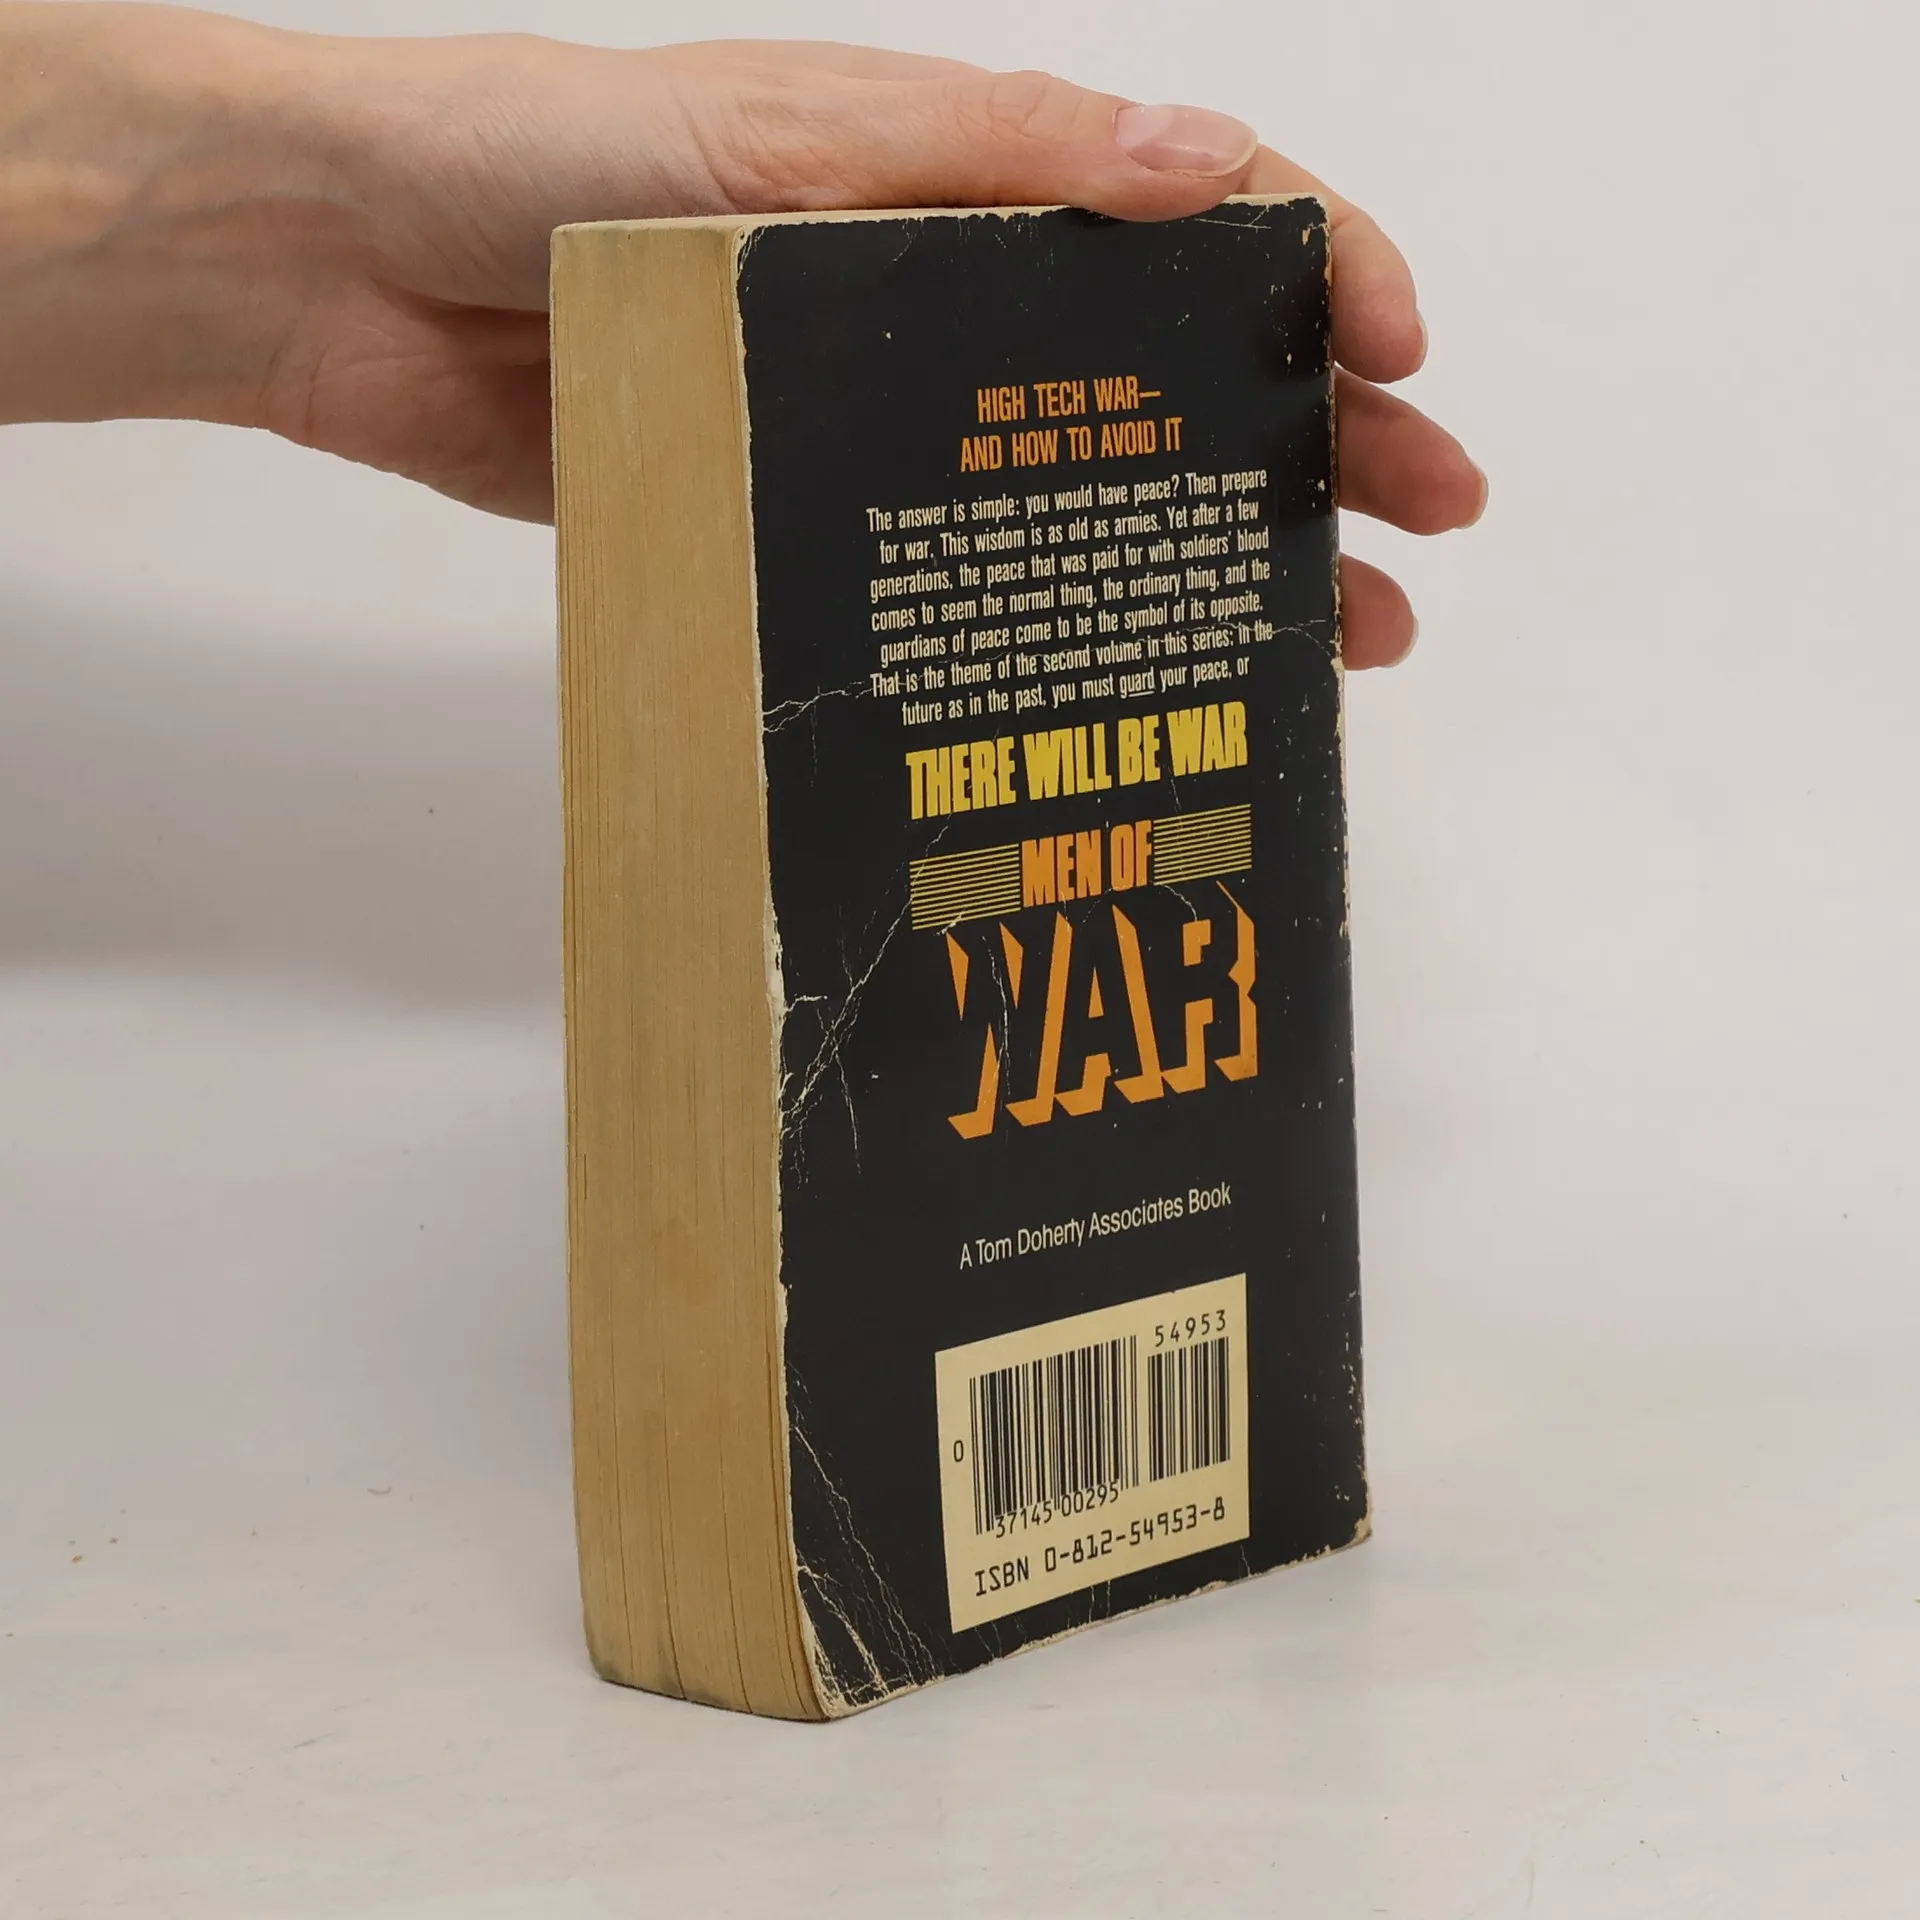 HIGH TECH WAR—
AND HOW TO AVOID IT
The answer is simple: you would have peace? Then prepare
for war. This wisdom is as old as armies. Yet after a few
generations, the peace that was paid for with soldiers' blood
comes to seem the normal thing, the ordinary thing, and the
guardians of peace come to be the symbol of its opposite.
That is the theme of the second volume in this series: in the
future as in the past, you must guard your peace, or
THERE WILL BE WAR
MEN OF
WAR
A Tom Doherty Associates Book
54953
0
37145 00295
ISBN 0-812-54953-8